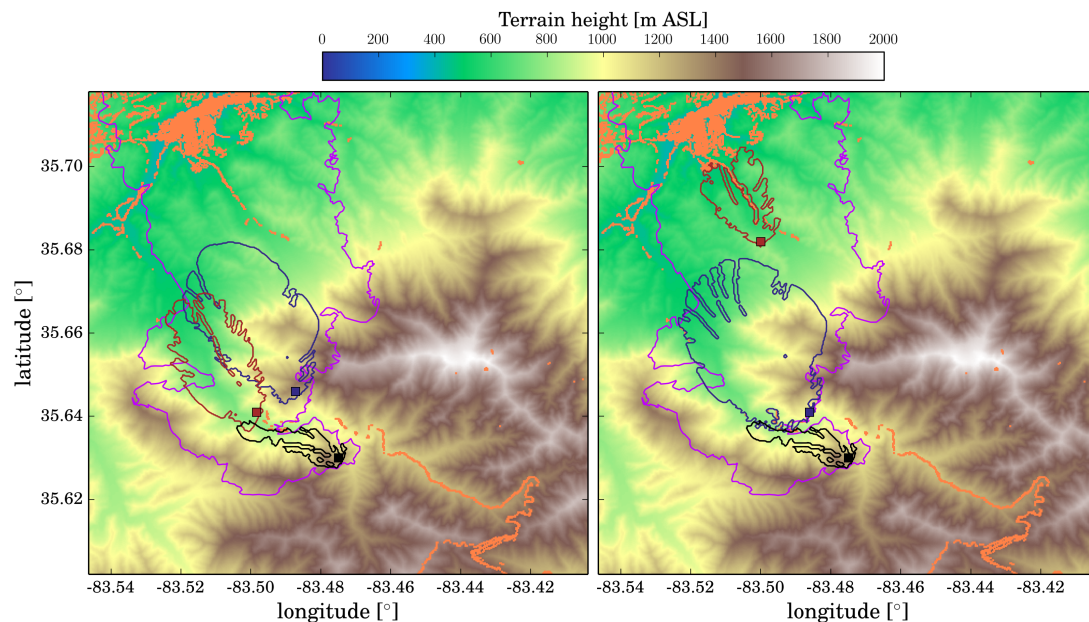 Terrain height [m ASL]
0 200 400 600 800 1000 1200 1400 1600 1800 2000
latitude [°]
35.70
35.68
35.66
35.64
35.62
-83.54 -83.52 -83.50 -83.48 -83.46 -83.44 -83.42
-83.54 -83.52 -83.50 -83.48 -83.46 -83.44 -83.42
longitude [°]
longitude [°]